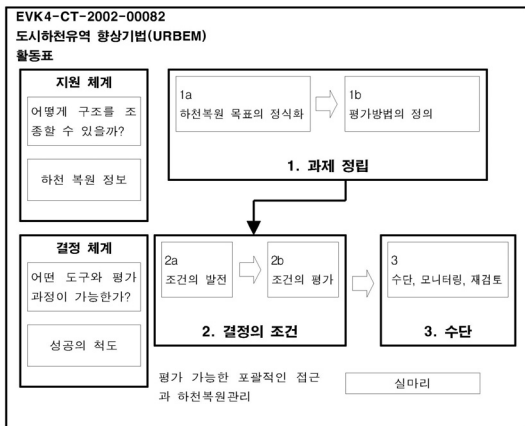 EVK4-CT-2002-00082
도시하천유역 향상기법(URBEM)
활동표
지원 체계
어떻게 구조를 조
종할 수 있을까?
하천 복원 정보
1a
하천복원 목표의 정식화
1b
평가방법의 정의
1. 과제 정립
결정 체계
어떤 도구와 평가
과정이 가능한가?
성공의 척도
2a
조건의 발전
2b
조건의 평가
2. 결정의 조건
3
수단, 모니터링, 재검토
3. 수단
평가 가능한 포괄적인 접근
과 하천복원관리
실마리